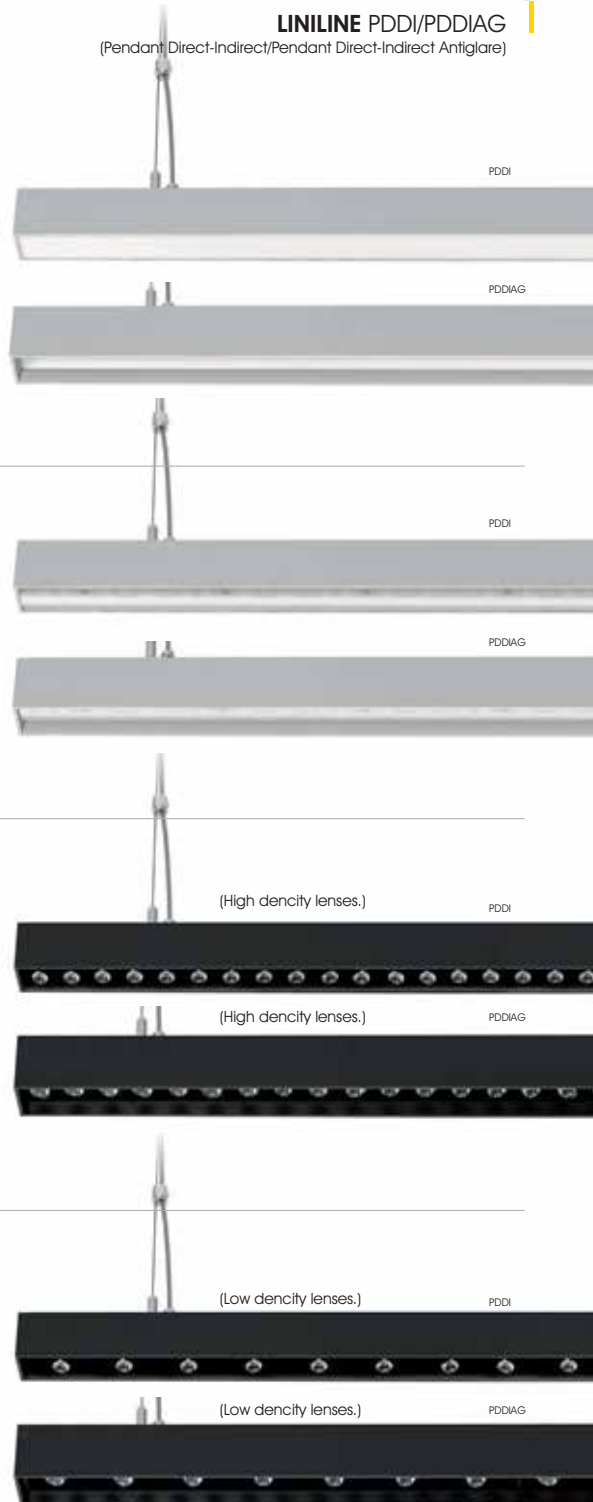 LINILINE PDDI/PDDIAG
(Pendant Direct-Indirect/Pendant Direct-Indirect Antiglare)
PDDI
PDDIAG
PDDI
PDDIAG
(High dencity lenses.)
PDDI
(High dencity lenses.)
PDDIAG
(Low dencity lenses.)
PDDI
(Low dencity lenses.)
PDDIAG